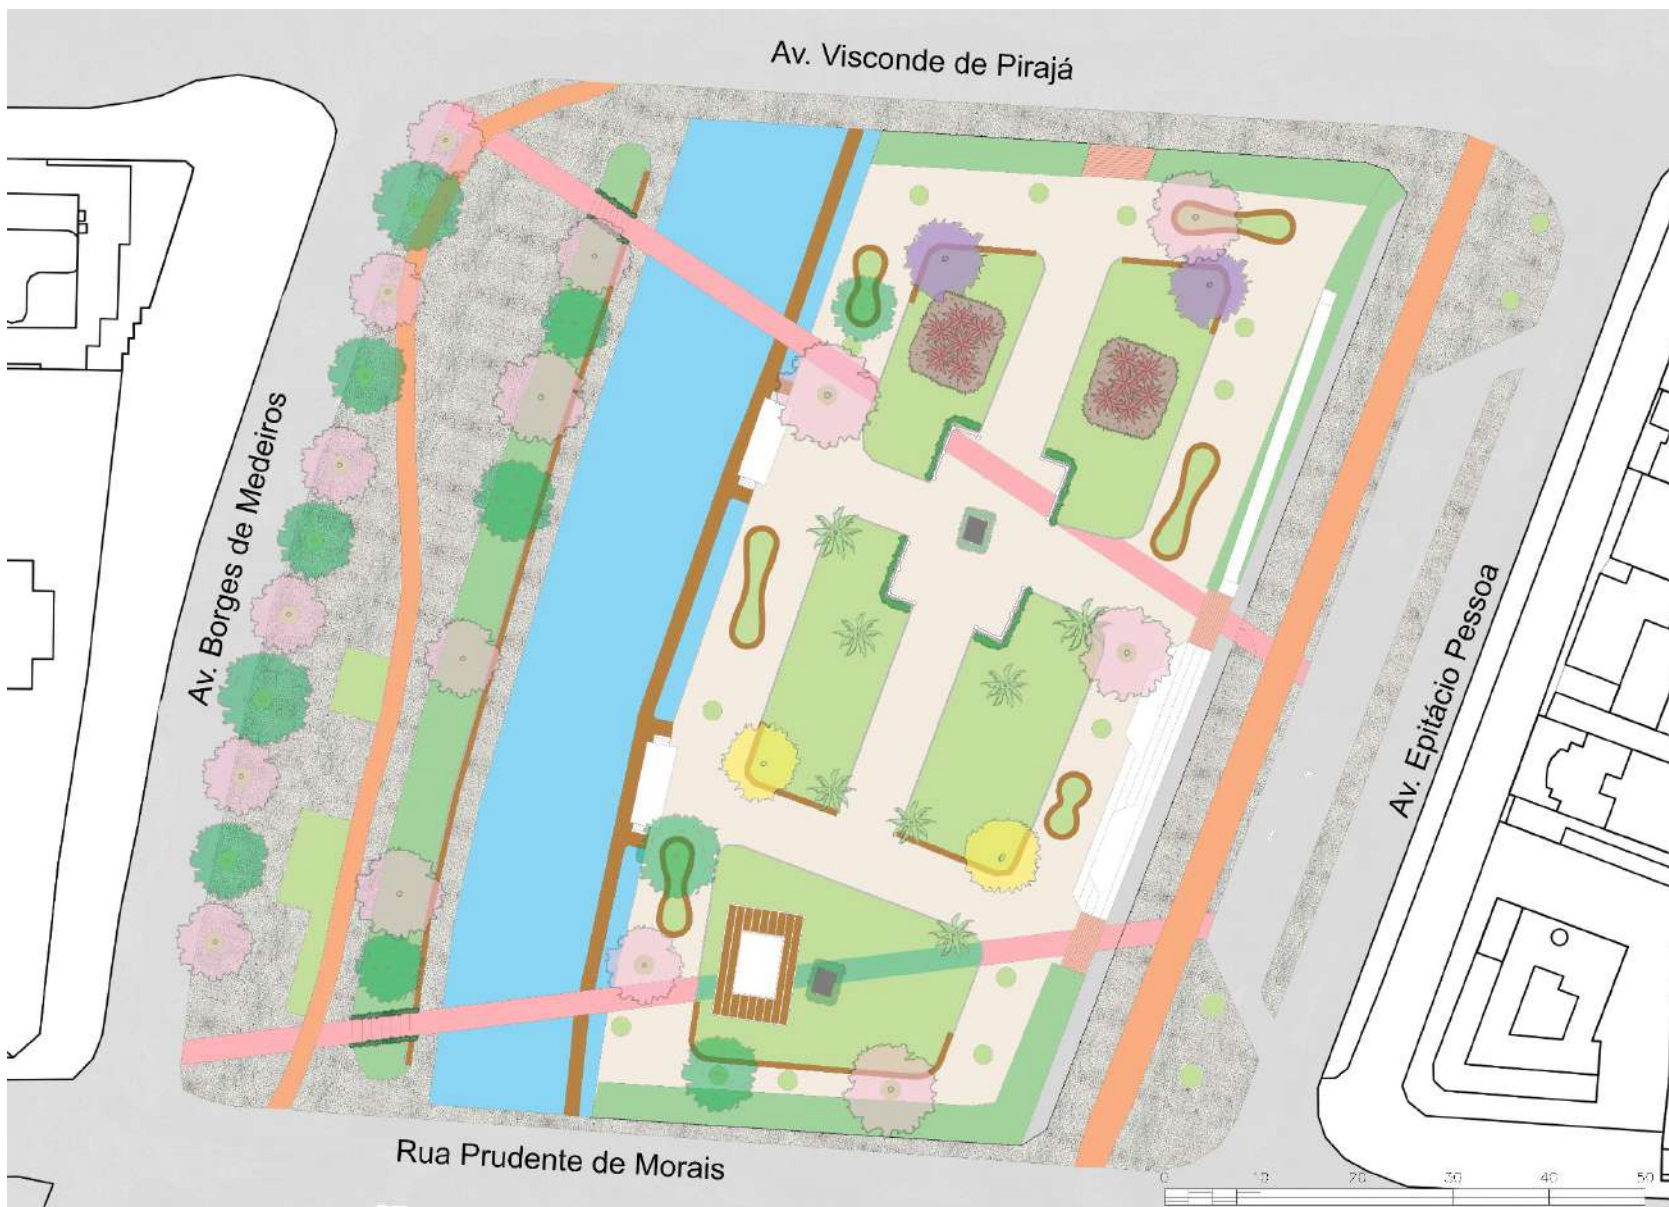 Av. Visconde de Pirajá
Av. Borges de Medeiros
Av. Epitácio Pessoa
Rua Prudente de Morais
0 10 20 30 40 50